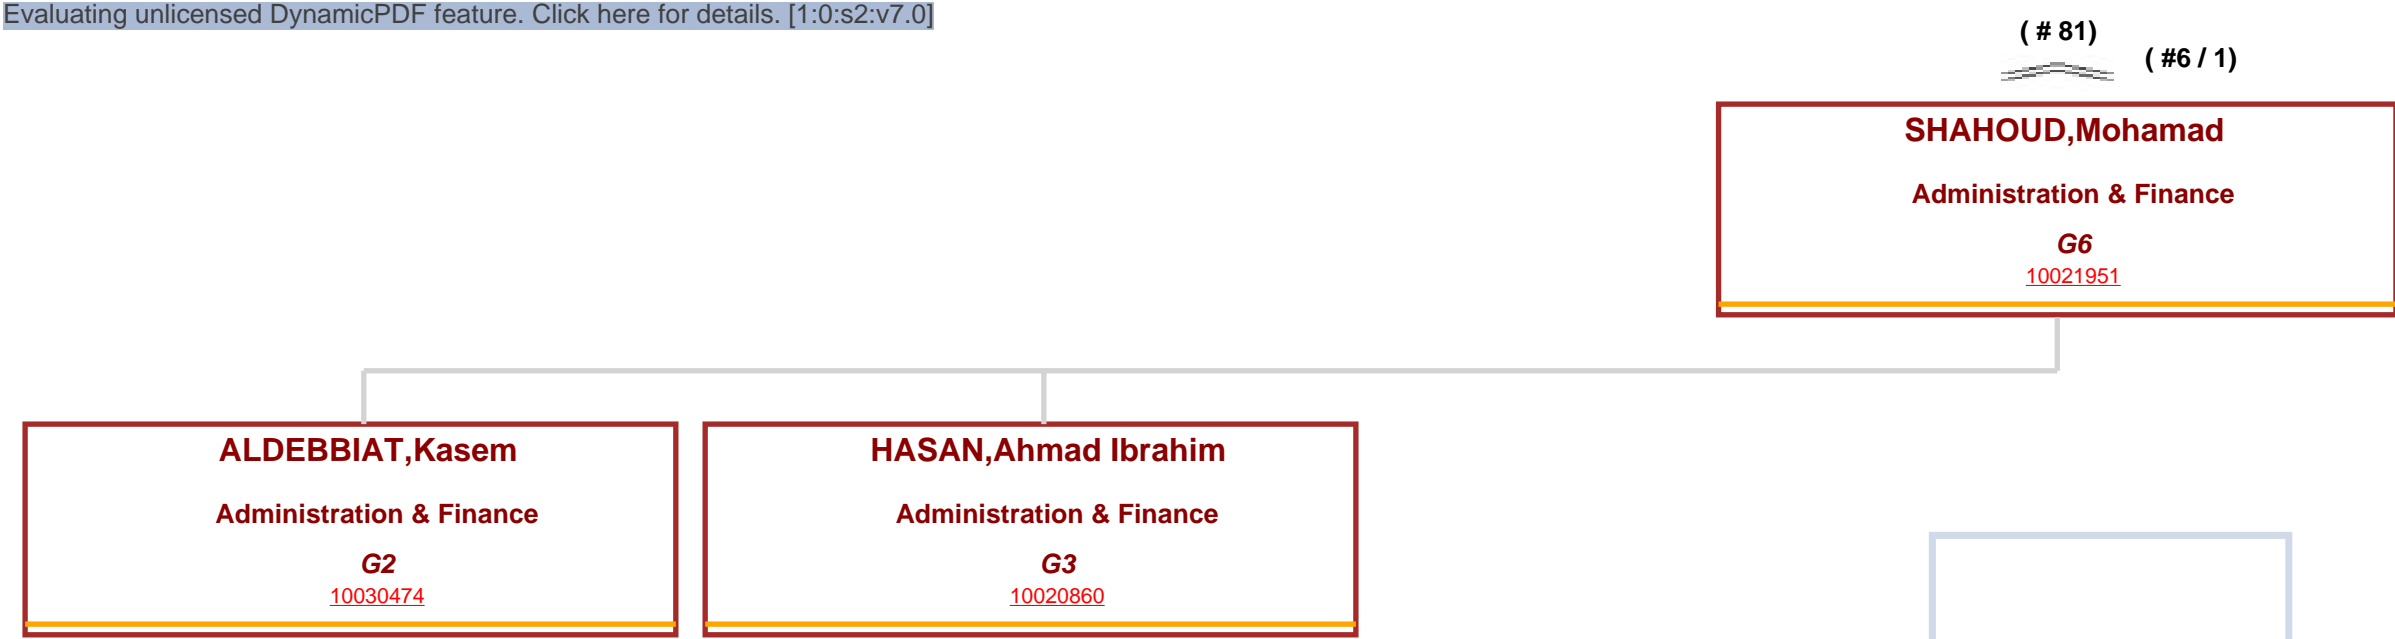 Evaluating unlicensed DynamicPDF feature. Click here for details. [1:0:s2:v7.0]
( # 81)
( #6 / 1)
SHAHOUD,Mohamad
Administration & Finance
G6
10021951
ALDEBBIAT,Kasem
Administration & Finance
G2
10030474
HASAN,Ahmad Ibrahim
Administration & Finance
G3
10020860